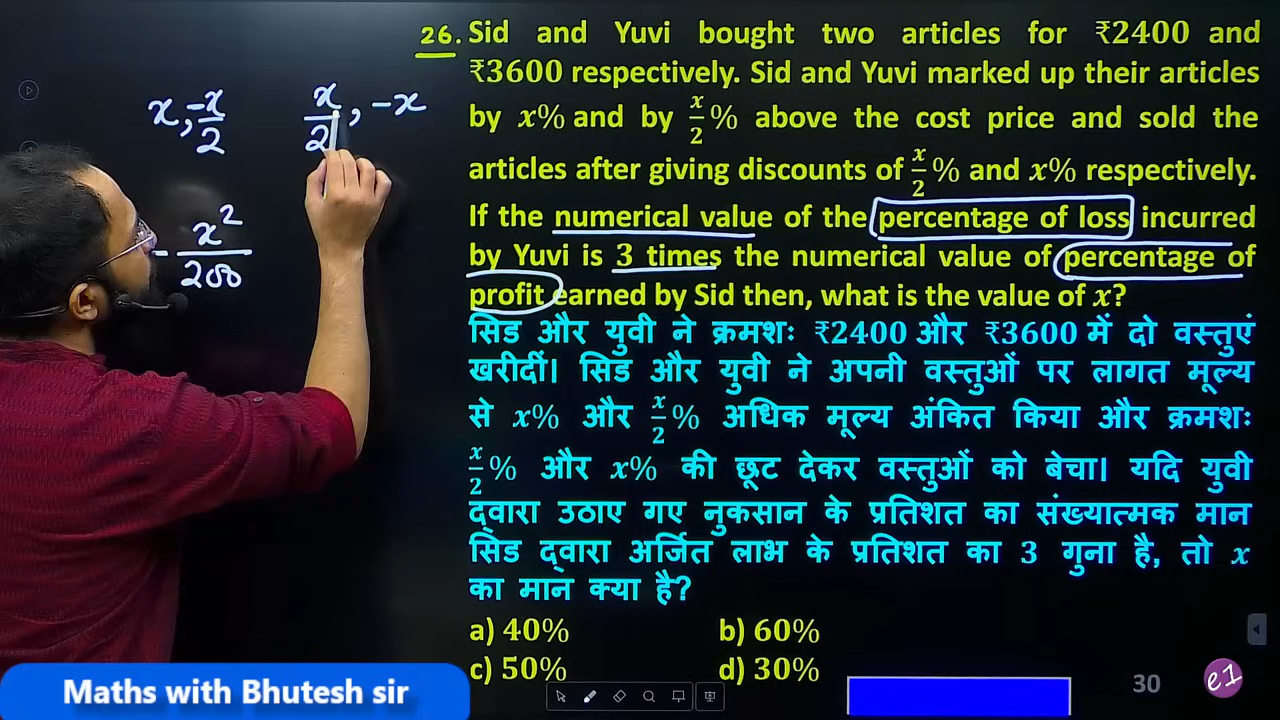 x, -x/2    x/2, -x
- x²/200
26. Sid and Yuvi bought two articles for ₹2400 and
₹3600 respectively. Sid and Yuvi marked up their articles
by x% and by x/2% above the cost price and sold the
articles after giving discounts of x/2% and x% respectively.
If the numerical value of the percentage of loss incurred
by Yuvi is 3 times the numerical value of percentage of
profit earned by Sid then, what is the value of x?
सिड और युवी ने क्रमशः ₹2400 और ₹3600 में दो वस्तुएं
खरीदीं। सिड और युवी ने अपनी वस्तुओं पर लागत मूल्य
से x% और x/2% अधिक मूल्य अंकित किया और क्रमशः
x/2% और x% की छूट देकर वस्तुओं को बेचा। यदि युवी
द्वारा उठाए गए नुकसान के प्रतिशत का संख्यात्मक मान
सिड द्वारा अर्जित लाभ के प्रतिशत का 3 गुना है, तो x
का मान क्या है?
a) 40%    b) 60%
c) 50%    d) 30%
Maths with Bhutesh sir
30
e1